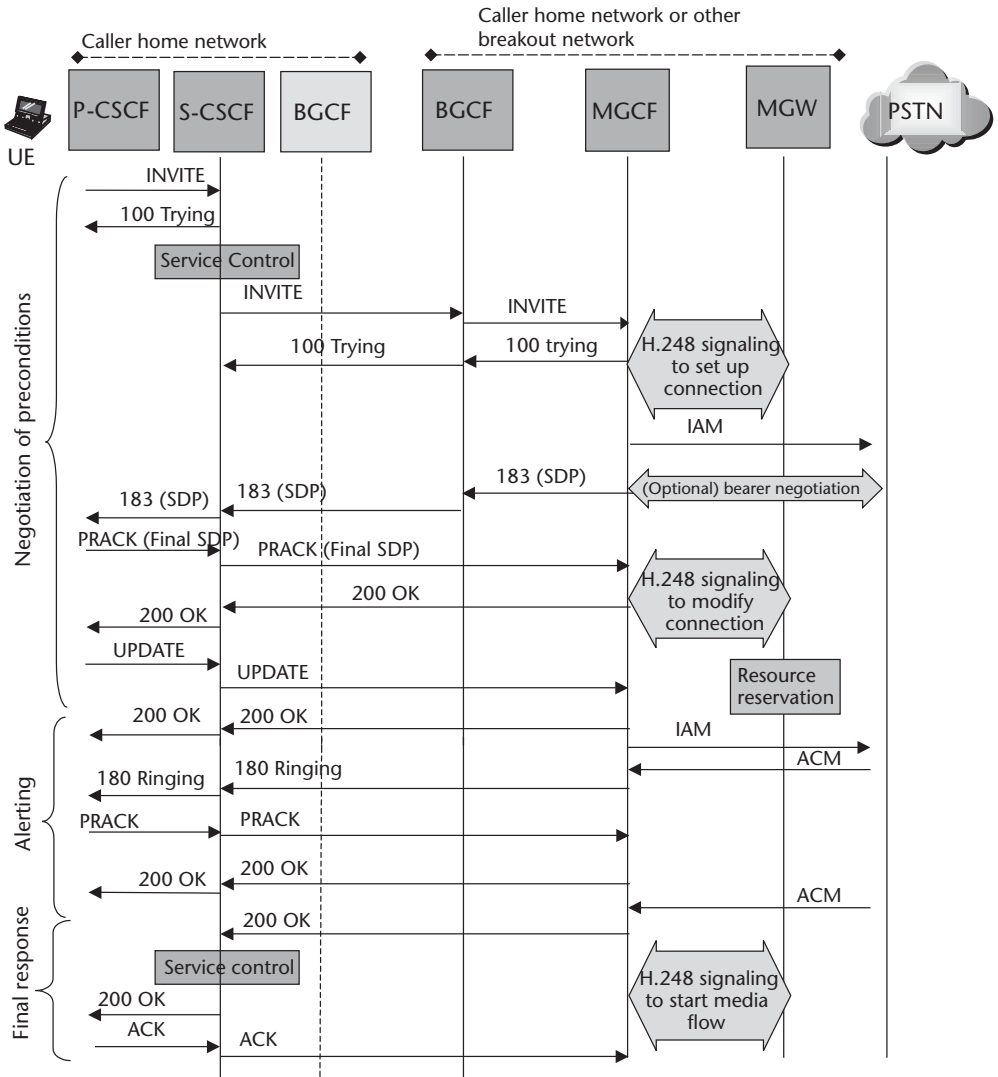 Caller home network or other
breakout network
Caller home network
P-CSCF
S-CSCF
BGCF
BGCF
MGCF
MGW
PSTN
UE
Negotiation of preconditions
INVITE
100 Trying
Service Control
INVITE
INVITE
100 Trying
100 trying
H.248 signaling
to set up
connection
IAM
183 (SDP)
183 (SDP)
183 (SDP)
(Optional) bearer negotiation
PRACK (Final SDP)
PRACK (Final SDP)
H.248 signaling
to modify
connection
200 OK
200 OK
UPDATE
UPDATE
Resource
reservation
Alerting
200 OK
200 OK
IAM
ACM
180 Ringing
180 Ringing
PRACK
PRACK
200 OK
200 OK
ACM
Final response
200 OK
Service control
H.248 signaling
to start media
flow
200 OK
ACK
ACK